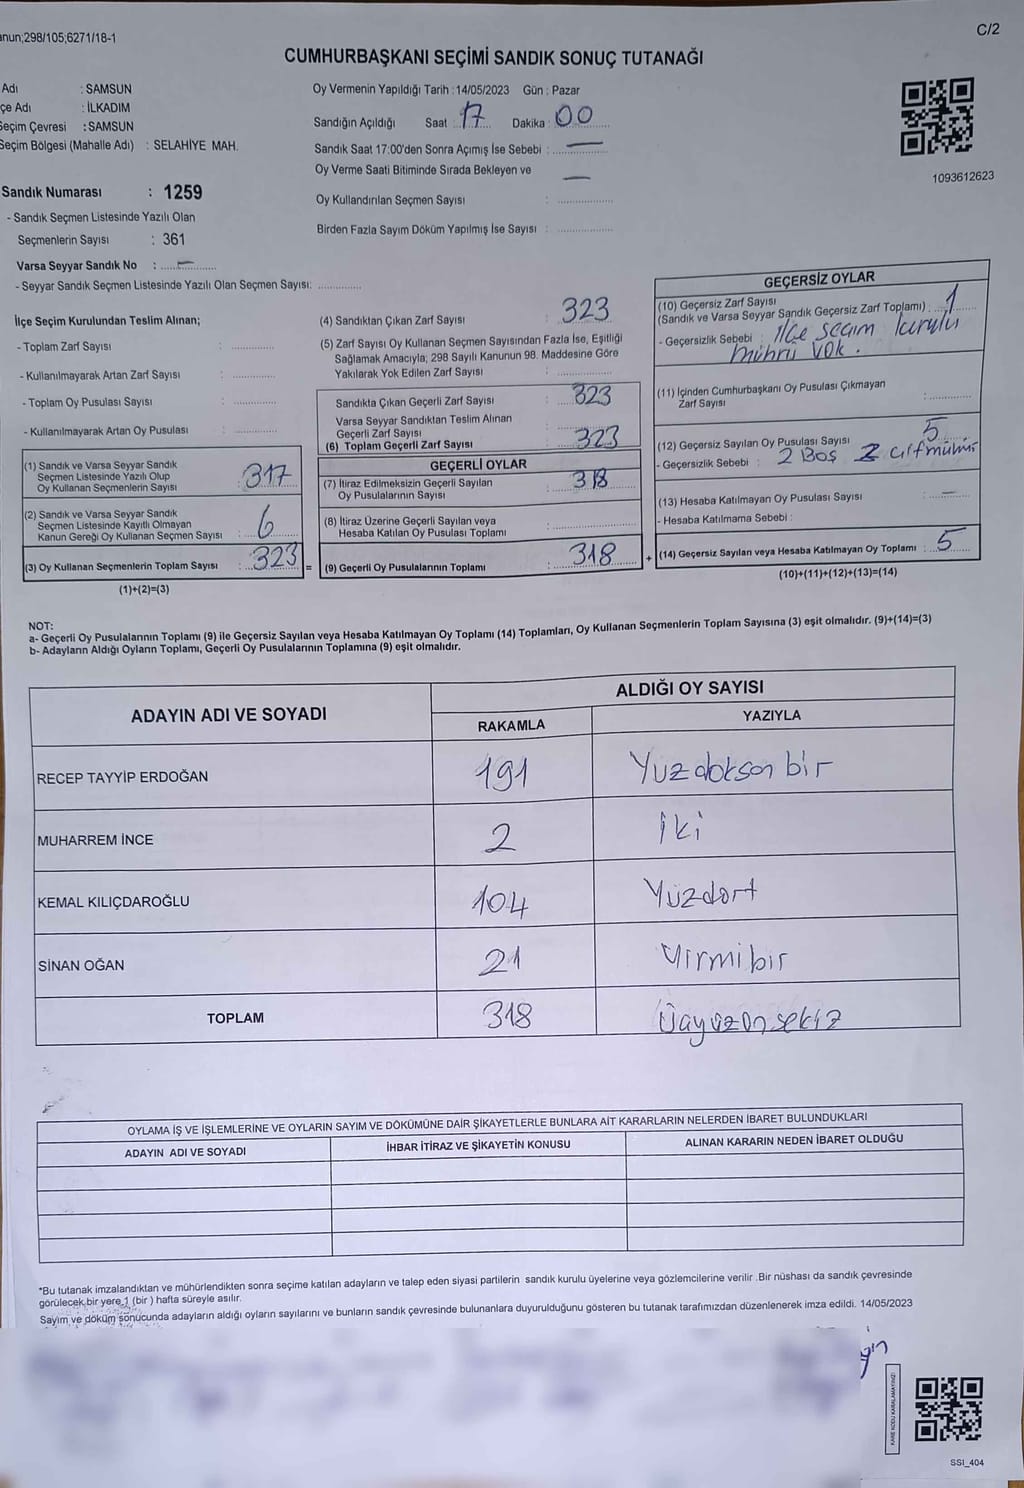 anun;298/105;6271/18-1
C/2
CUMHURBAŞKANI SEÇİMİ SANDIK SONUÇ TUTANAĞI
Adı : SAMSUN
çe Adı : İLKADIM
Seçim Çevresi : SAMSUN
Seçim Bölgesi (Mahalle Adı) : SELAHİYE MAH.
Sandık Numarası : 1259
- Sandık Seçmen Listesinde Yazılı Olan
Seçmenlerin Sayısı : 361
Varsa Seyyar Sandık No : —
- Seyyar Sandık Seçmen Listesinde Yazılı Olan Seçmen Sayısı: ..............
Oy Vermenin Yapıldığı Tarih : 14/05/2023 Gün : Pazar
Sandığın Açıldığı Saat : 17 Dakika : 00
Sandık Saat 17:00'den Sonra Açımış İse Sebebi : —
Oy Verme Saati Bitiminde Sırada Bekleyen ve —
Oy Kullandırılan Seçmen Sayısı : ..............
Birden Fazla Sayım Döküm Yapılmış İse Sayısı : ..............
1093612623
İlçe Seçim Kurulundan Teslim Alınan;
- Toplam Zarf Sayısı : ..............
- Kullanılmayarak Artan Zarf Sayısı : ..............
- Toplam Oy Pusulası Sayısı : ..............
- Kullanılmayarak Artan Oy Pusulası : ..............
(1) Sandık ve Varsa Seyyar Sandık
Seçmen Listesinde Yazılı Olup
Oy Kullanan Seçmenlerin Sayısı : 317
(2) Sandık ve Varsa Seyyar Sandık
Seçmen Listesinde Kayıtlı Olmayan
Kanun Gereği Oy Kullanan Seçmen Sayısı : 6
(3) Oy Kullanan Seçmenlerin Toplam Sayısı : 323 =
(1)+(2)=(3)
(4) Sandıktan Çıkan Zarf Sayısı : 323
(5) Zarf Sayısı Oy Kullanan Seçmen Sayısından Fazla İse, Eşitliği
Sağlamak Amacıyla; 298 Sayılı Kanunun 98. Maddesine Göre
Yakılarak Yok Edilen Zarf Sayısı : ..............
Sandıkta Çıkan Geçerli Zarf Sayısı : 323
Varsa Seyyar Sandıktan Teslim Alınan
Geçerli Zarf Sayısı : ..............
(6) Toplam Geçerli Zarf Sayısı : 323
GEÇERLİ OYLAR
(7) İtiraz Edilmeksizin Geçerli Sayılan
Oy Pusulalarının Sayısı : 318
(8) İtiraz Üzerine Geçerli Sayılan veya
Hesaba Katılan Oy Pusulası Toplamı : ..............
(9) Geçerli Oy Pusulalarının Toplamı : 318 +
GEÇERSİZ OYLAR
(10) Geçersiz Zarf Sayısı
(Sandık ve Varsa Seyyar Sandık Geçersiz Zarf Toplamı) : 1
- Geçersizlik Sebebi : ilçe seçim kurulu
mührü yok.
(11) İçinden Cumhurbaşkanı Oy Pusulası Çıkmayan
Zarf Sayısı : ..............
(12) Geçersiz Sayılan Oy Pusulası Sayısı : 5
- Geçersizlik Sebebi : 2 Boş 2 çift mühür
(13) Hesaba Katılmayan Oy Pusulası Sayısı : —
- Hesaba Katılmama Sebebi :
(14) Geçersiz Sayılan veya Hesaba Katılmayan Oy Toplamı : 5
(10)+(11)+(12)+(13)=(14)
NOT:
a- Geçerli Oy Pusulalarının Toplamı (9) ile Geçersiz Sayılan veya Hesaba Katılmayan Oy Toplamı (14) Toplamları, Oy Kullanan Seçmenlerin Toplam Sayısına (3) eşit olmalıdır. (9)+(14)=(3)
b- Adayların Aldığı Oyların Toplamı, Geçerli Oy Pusulalarının Toplamına (9) eşit olmalıdır.
ADAYIN ADI VE SOYADI ALDIĞI OY SAYISI
RAKAMLA YAZIYLA
RECEP TAYYİP ERDOĞAN 191 Yüzdoksan bir
MUHARREM İNCE 2 İki
KEMAL KILIÇDAROĞLU 104 Yüzdört
SİNAN OĞAN 21 Yirmibir
TOPLAM 318 Üçyüzonsekiz
OYLAMA İŞ VE İŞLEMLERİNE VE OYLARIN SAYIM VE DÖKÜMÜNE DAİR ŞİKAYETLERLE BUNLARA AİT KARARLARIN NELERDEN İBARET BULUNDUKLARI
ADAYIN ADI VE SOYADI İHBAR İTİRAZ VE ŞİKAYETİN KONUSU ALINAN KARARIN NEDEN İBARET OLDUĞU
*Bu tutanak imzalandıktan ve mühürlendikten sonra seçime katılan adayların ve talep eden siyasi partilerin sandık kurulu üyelerine veya gözlemcilerine verilir .Bir nüshası da sandık çevresinde
görülecek bir yere 1 (bir ) hafta süreyle asılır.
Sayım ve döküm sonucunda adayların aldığı oyların sayılarını ve bunların sandık çevresinde bulunanlara duyurulduğunu gösteren bu tutanak tarafımızdan düzenlenerek imza edildi. 14/05/2023
KARE KODU KARALAMAYINIZ!
SSI_404